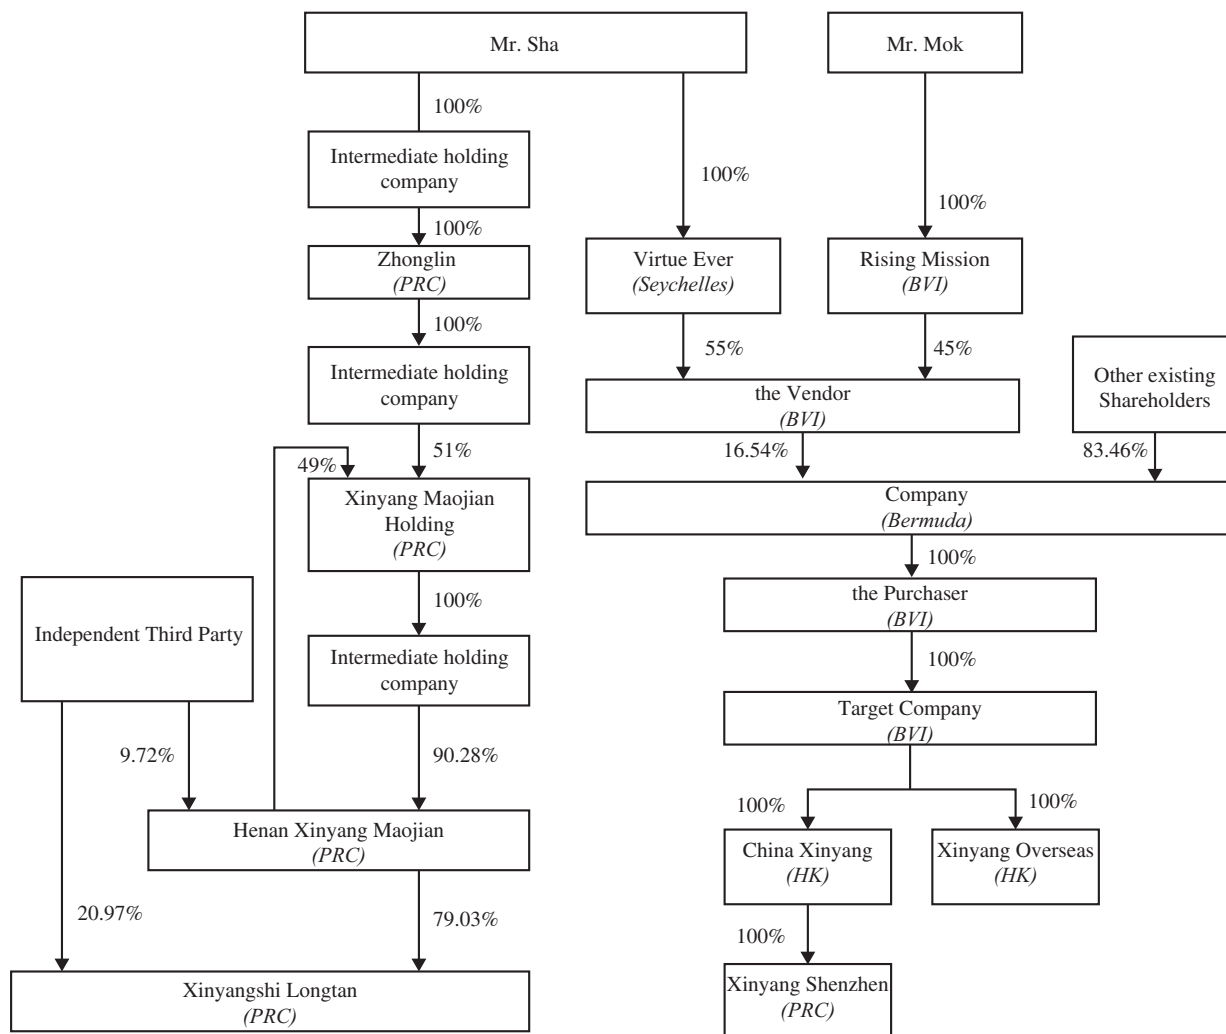 Mr. Sha
Mr. Mok
100%
Intermediate holding
company
100%
100%
100%
Zhonglin
(PRC)
Virtue Ever
(Seychelles)
Rising Mission
(BVI)
100%
55%
45%
Intermediate holding
company
the Vendor
(BVI)
Other existing
Shareholders
49%
51%
16.54%
83.46%
Xinyang Maojian
Holding
(PRC)
Company
(Bermuda)
100%
Independent Third Party
100%
the Purchaser
(BVI)
Intermediate holding
company
100%
Target Company
(BVI)
9.72%
90.28%
100%
100%
Henan Xinyang Maojian
(PRC)
China Xinyang
(HK)
Xinyang Overseas
(HK)
20.97%
79.03%
100%
Xinyangshi Longtan
(PRC)
Xinyang Shenzhen
(PRC)